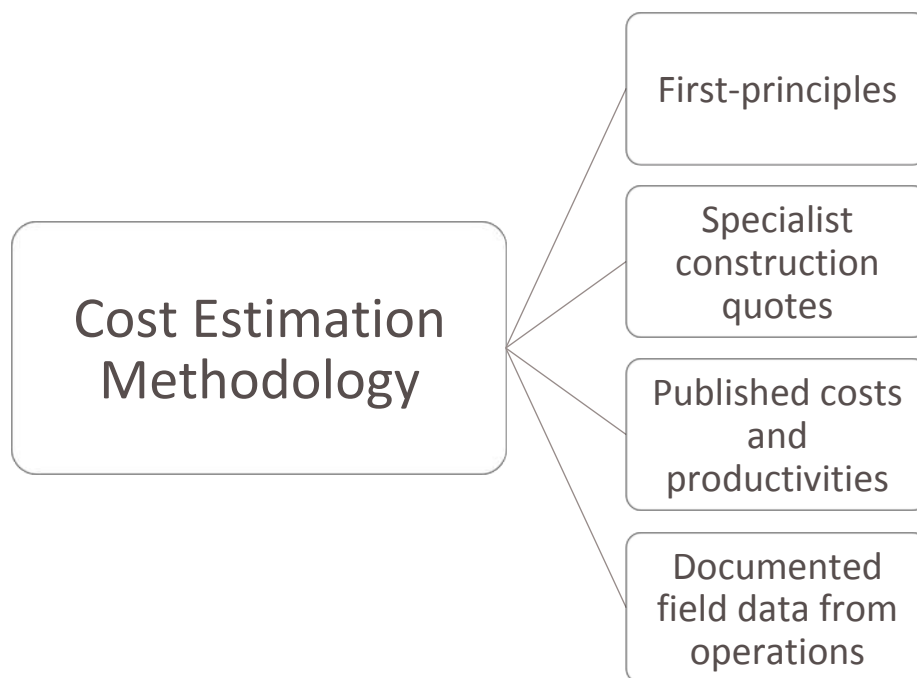 Cost Estimation
Methodology
First-principles
Specialist
construction
quotes
Published costs
and
productivities
Documented
field data from
operations